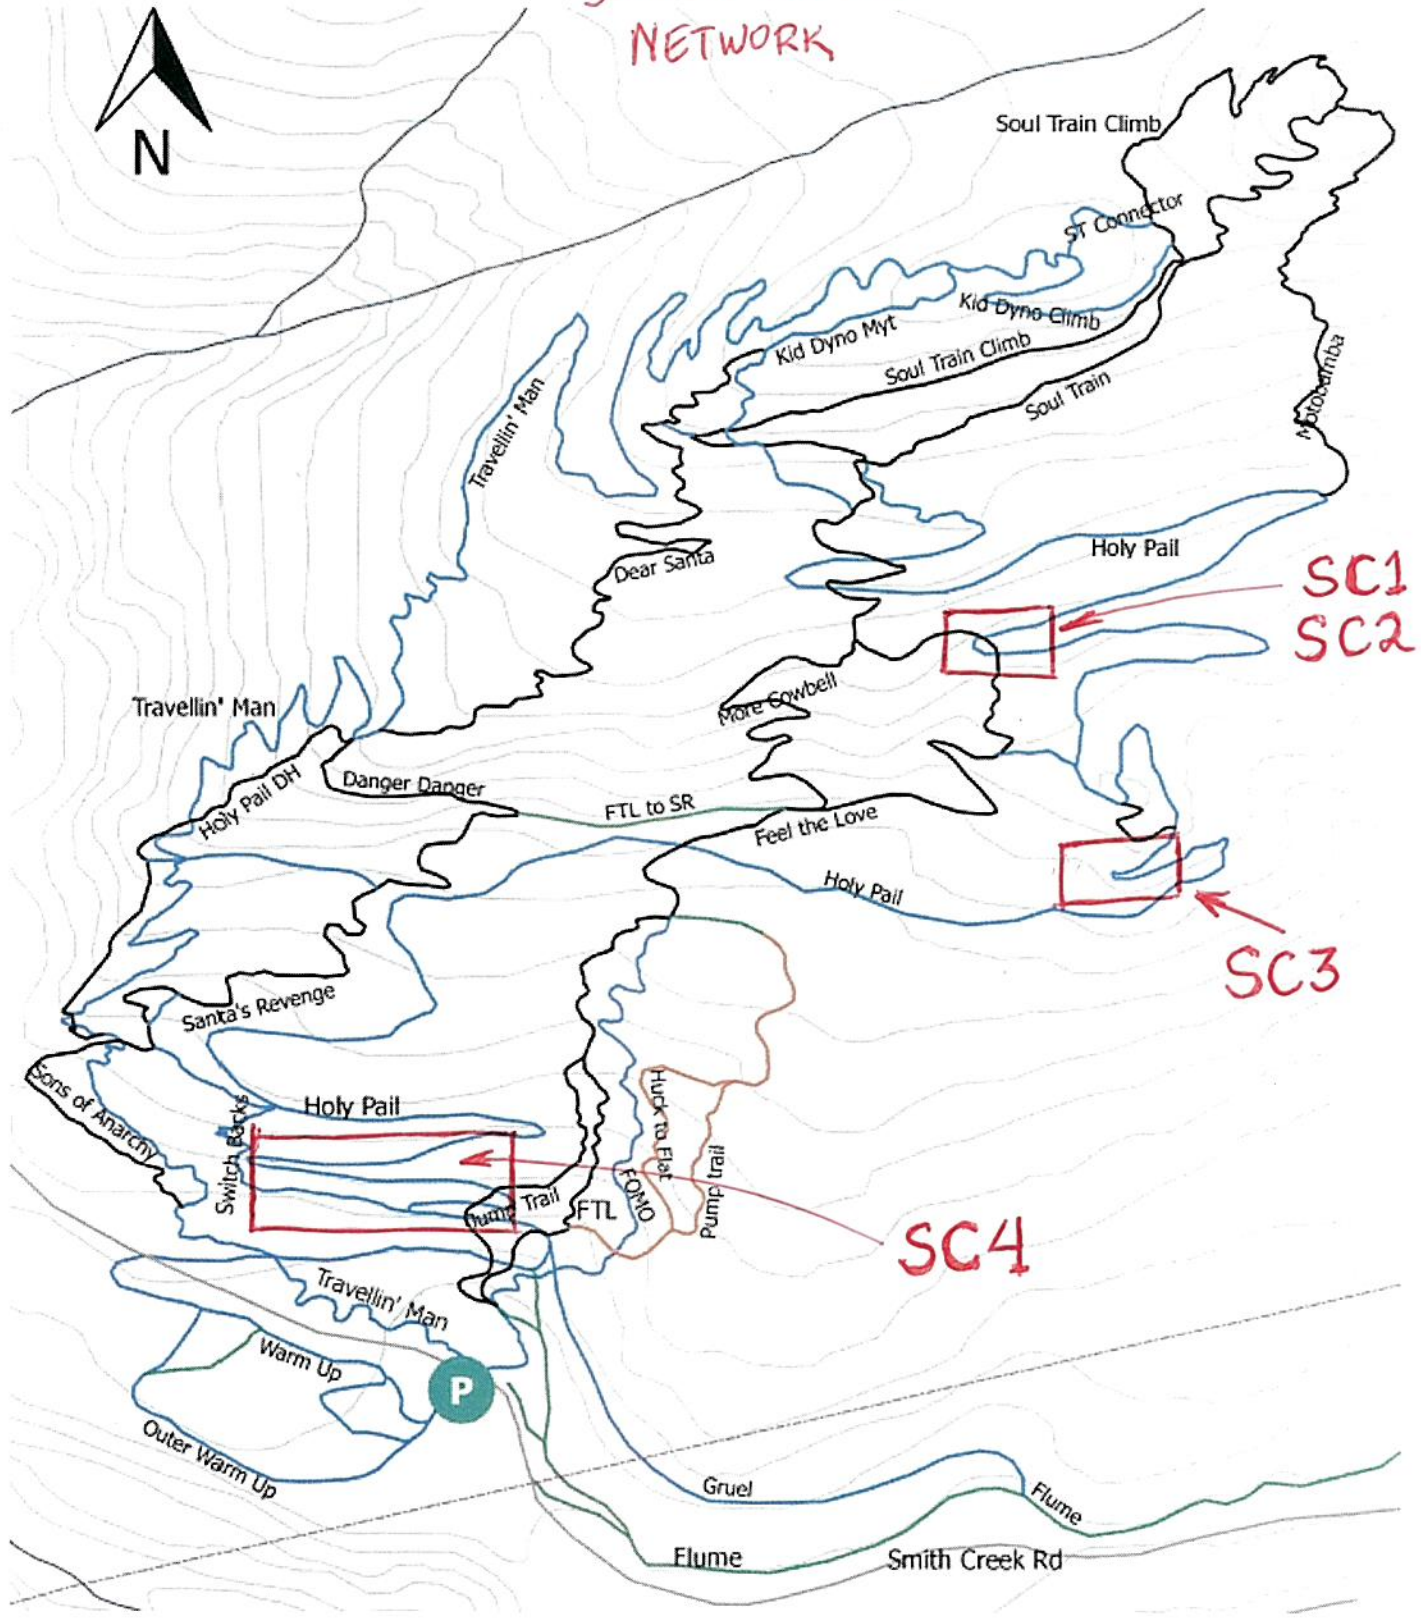 NETWORK
N
Soul Train Climb
ST Connector
Kid Dyno Climb
Kid Dyno Myt
Soul Train Climb
Soul Train
Motobumba
Travellin' Man
Holy Pail
Dear Santa
SC1
SC2
More Cowbell
Travellin' Man
Holy Pail DH
Danger Danger
FTL to SR
Feel the Love
Holy Pail
SC3
Santa's Revenge
Sons of Anarchy
Switch Backs
Holy Pail
Huck to Flat
FOMO
Pump trail
Jump Trail
FTL
SC4
Travellin' Man
Warm Up
P
Outer Warm Up
Gruel
Flume
Flume
Smith Creek Rd